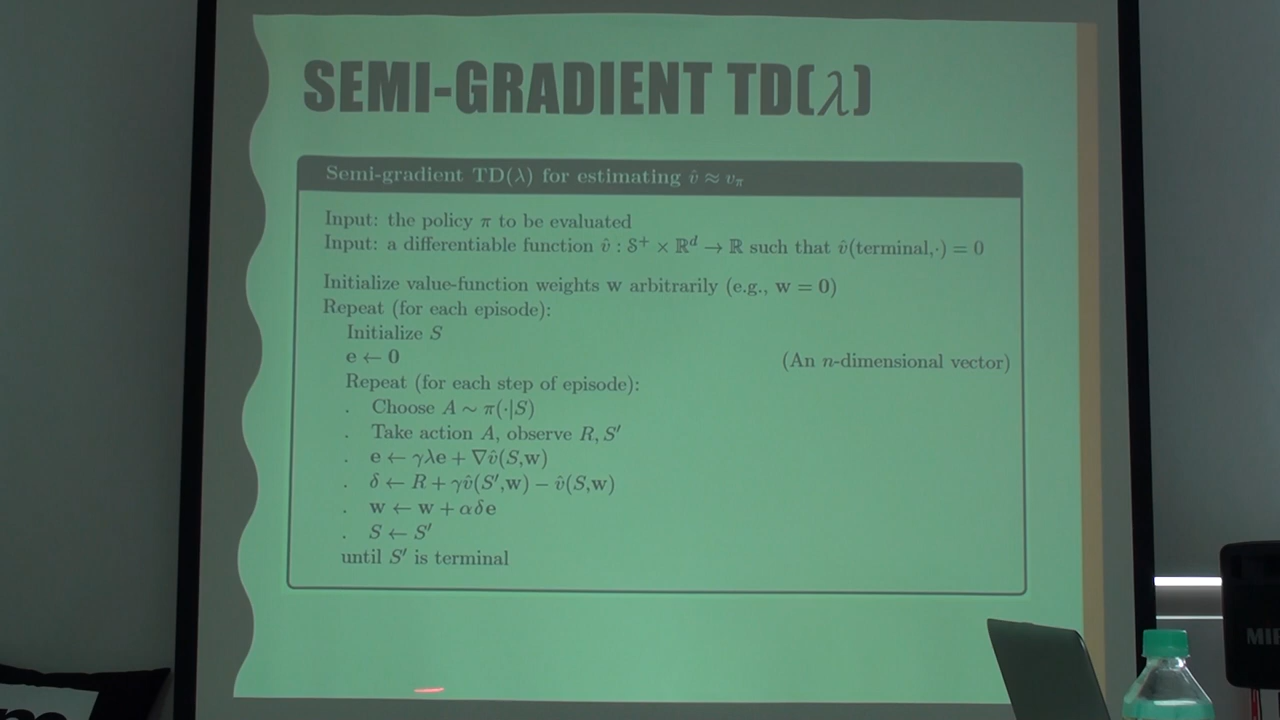 SEMI-GRADIENT TD(λ)
Semi-gradient TD(λ) for estimating v̂ ≈ vπ
Input: the policy π to be evaluated
Input: a differentiable function v̂ : 𝒮⁺ × ℝᵈ → ℝ such that v̂(terminal,·) = 0
Initialize value-function weights w arbitrarily (e.g., w = 0)
Repeat (for each episode):
Initialize S
e ← 0 (An n-dimensional vector)
Repeat (for each step of episode):
. Choose A ∼ π(·|S)
. Take action A, observe R, S′
. e ← γλe + ∇v̂(S,w)
. δ ← R + γv̂(S′,w) − v̂(S,w)
. w ← w + αδe
. S ← S′
until S′ is terminal